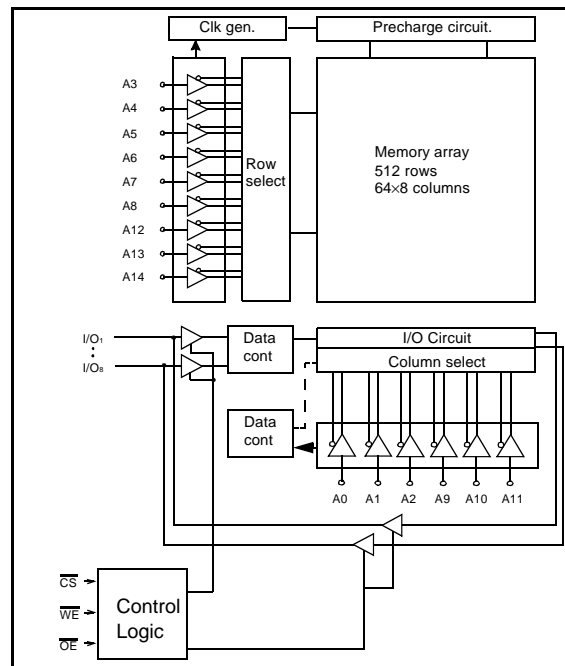 Clk gen.
Precharge circuit.
A3
A4
A5
A6
A7
A8
A12
A13
A14
Row
select
Memory array
512 rows
64×8 columns
I/O1
I/O8
Data
cont
I/O Circuit
Column select
Data
cont
A0 A1 A2 A9 A10 A11
CS
WE
OE
Control
Logic